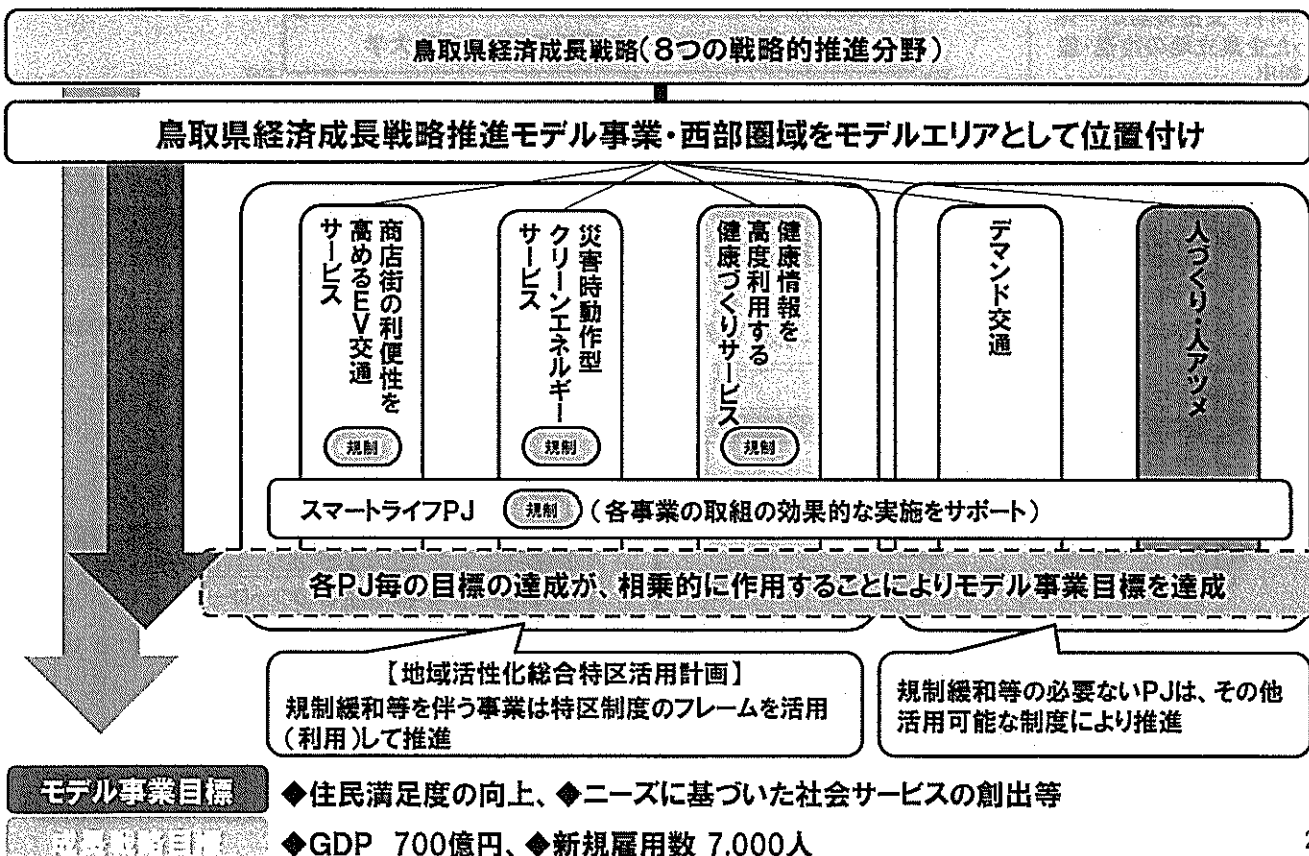 鳥取県経済成長戦略(8つの戦略的推進分野)
鳥取県経済成長戦略推進モデル事業・西部圏域をモデルエリアとして位置付け
商店街の利便性を
高めるEV交通
サービス
規制
災害時動作型
クリーンエネルギー
サービス
規制
健康情報を
高度利用する
健康づくりサービス
規制
デマンド交通
人づくり・人アツメ
スマートライフPJ 規制 (各事業の取組の効果的な実施をサポート)
各PJ毎の目標の達成が、相乗的に作用することによりモデル事業目標を達成
【地域活性化総合特区活用計画】
規制緩和等を伴う事業は特区制度のフレームを活用
(利用)して推進
規制緩和等の必要ないPJは、その他
活用可能な制度により推進
モデル事業目標 ◆住民満足度の向上、◆ニーズに基づいた社会サービスの創出等
成長戦略目標 ◆GDP 700億円、◆新規雇用数 7,000人